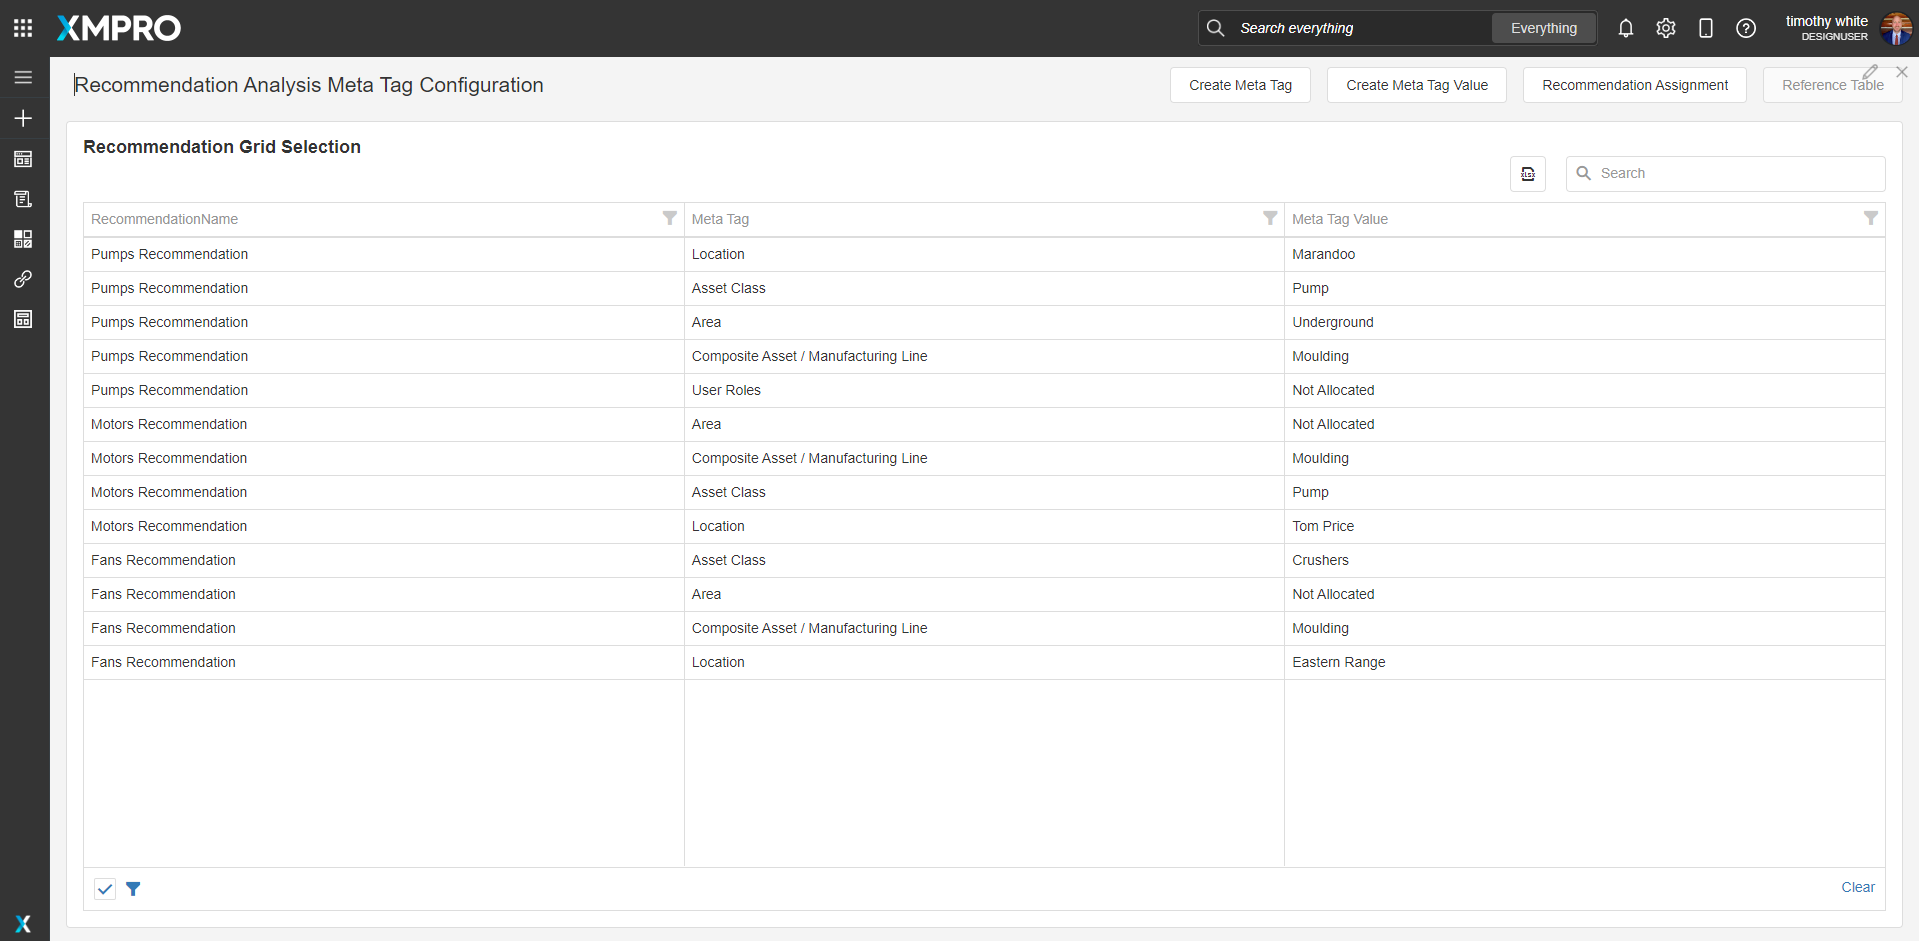 XMPRO
Search everything
Everything
timothy white
DESIGNUSER
Recommendation Analysis Meta Tag Configuration
Create Meta Tag
Create Meta Tag Value
Recommendation Assignment
Reference Table
Recommendation Grid Selection
xlsx
Search
RecommendationName Meta Tag Meta Tag Value
Pumps Recommendation Location Marandoo
Pumps Recommendation Asset Class Pump
Pumps Recommendation Area Underground
Pumps Recommendation Composite Asset / Manufacturing Line Moulding
Pumps Recommendation User Roles Not Allocated
Motors Recommendation Area Not Allocated
Motors Recommendation Composite Asset / Manufacturing Line Moulding
Motors Recommendation Asset Class Pump
Motors Recommendation Location Tom Price
Fans Recommendation Asset Class Crushers
Fans Recommendation Area Not Allocated
Fans Recommendation Composite Asset / Manufacturing Line Moulding
Fans Recommendation Location Eastern Range
Clear